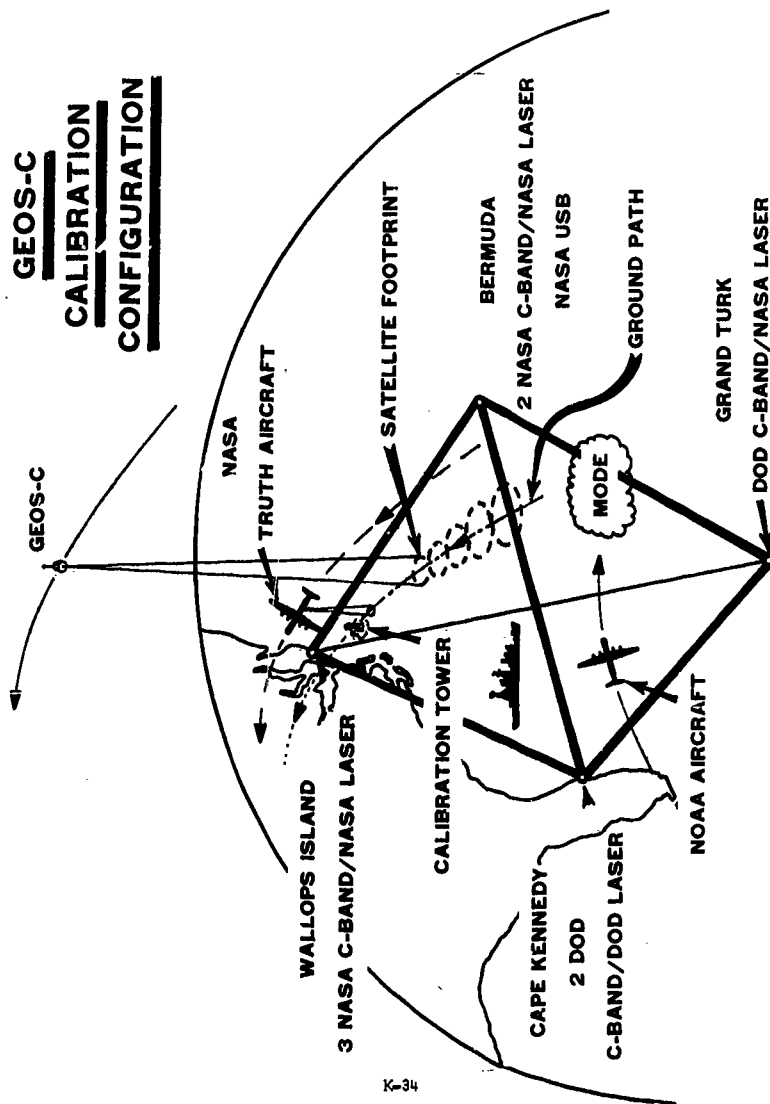 GEOS-C
CALIBRATION
CONFIGURATION
GEOS-C
NASA
TRUTH AIRCRAFT
SATELLITE FOOTPRINT
BERMUDA
2 NASA C-BAND/NASA LASER
NASA USB
GROUND PATH
MODE
GRAND TURK
DOD C-BAND/NASA LASER
WALLOPS ISLAND
3 NASA C-BAND/NASA LASER
CALIBRATION TOWER
NOAA AIRCRAFT
CAPE KENNEDY
2 DOD
C-BAND/DOD LASER
K-34